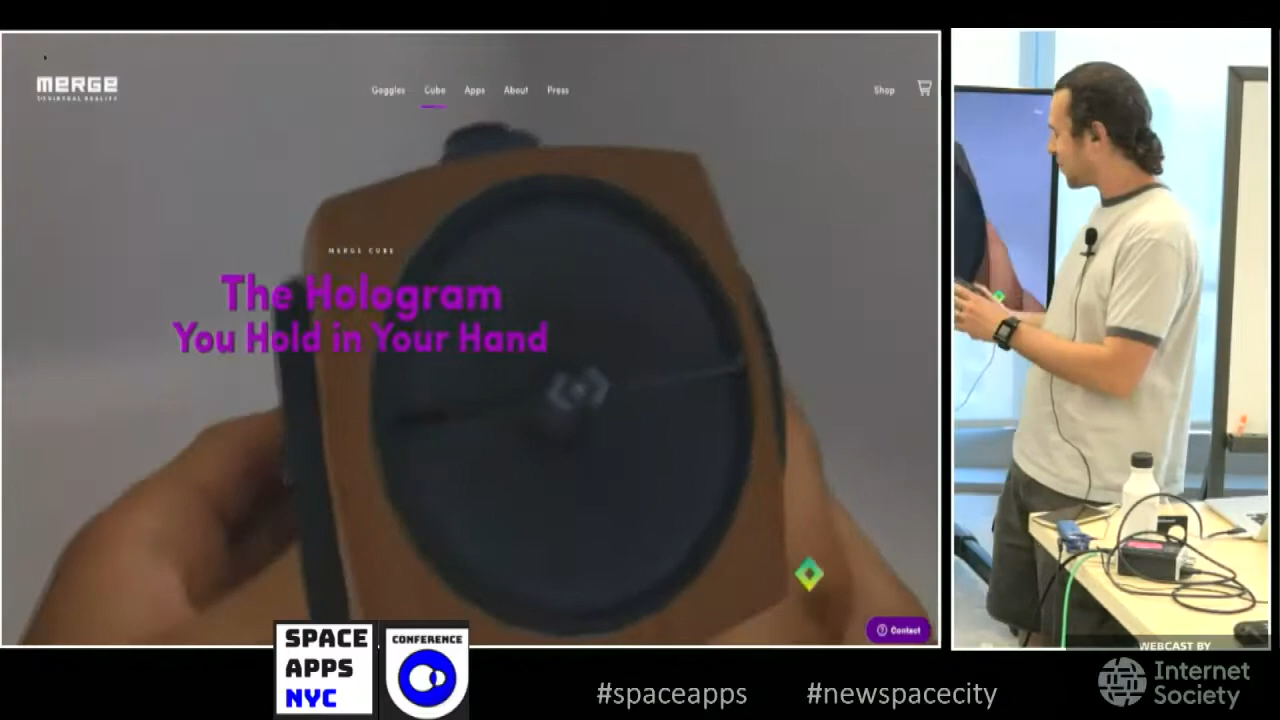 MERGE
Goggles Cube Apps About Press
Shop
MERGE CUBE
The Hologram
You Hold in Your Hand
Contact
SPACE
APPS
NYC
CONFERENCE
#spaceapps #newspacecity
WEBCAST BY
Internet
Society